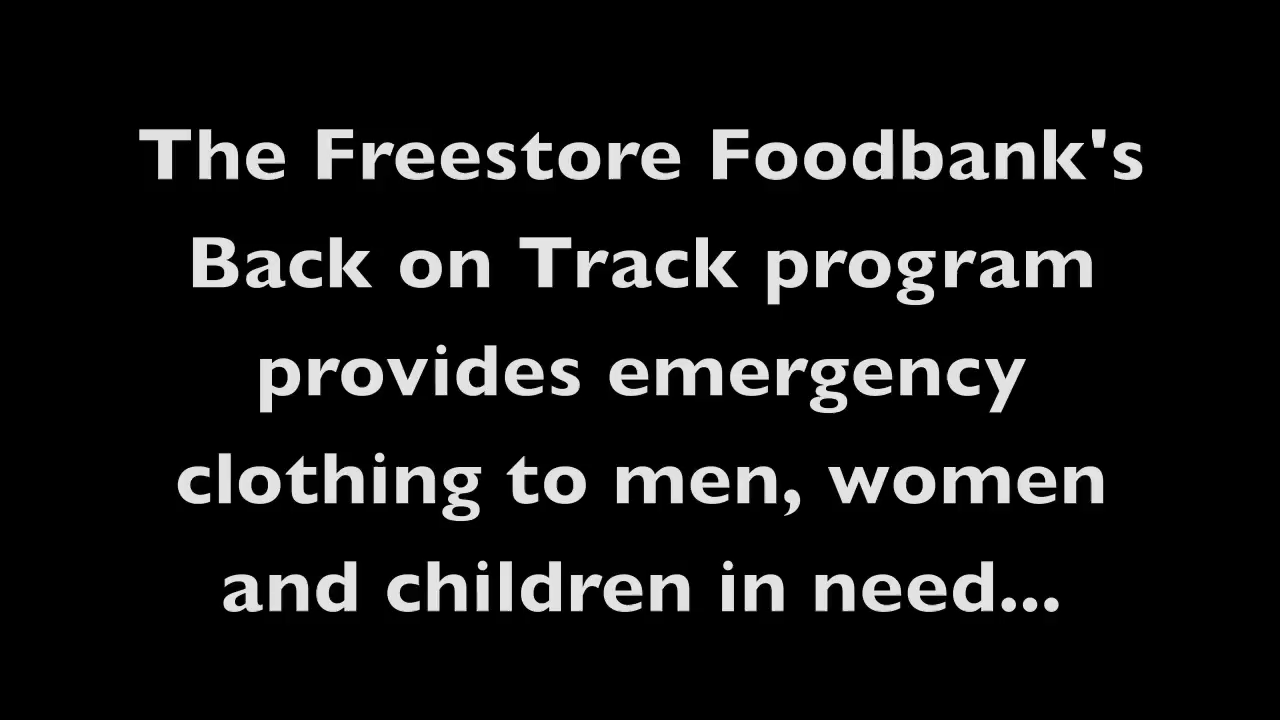 The Freestore Foodbank's
Back on Track program
provides emergency
clothing to men, women
and children in need...